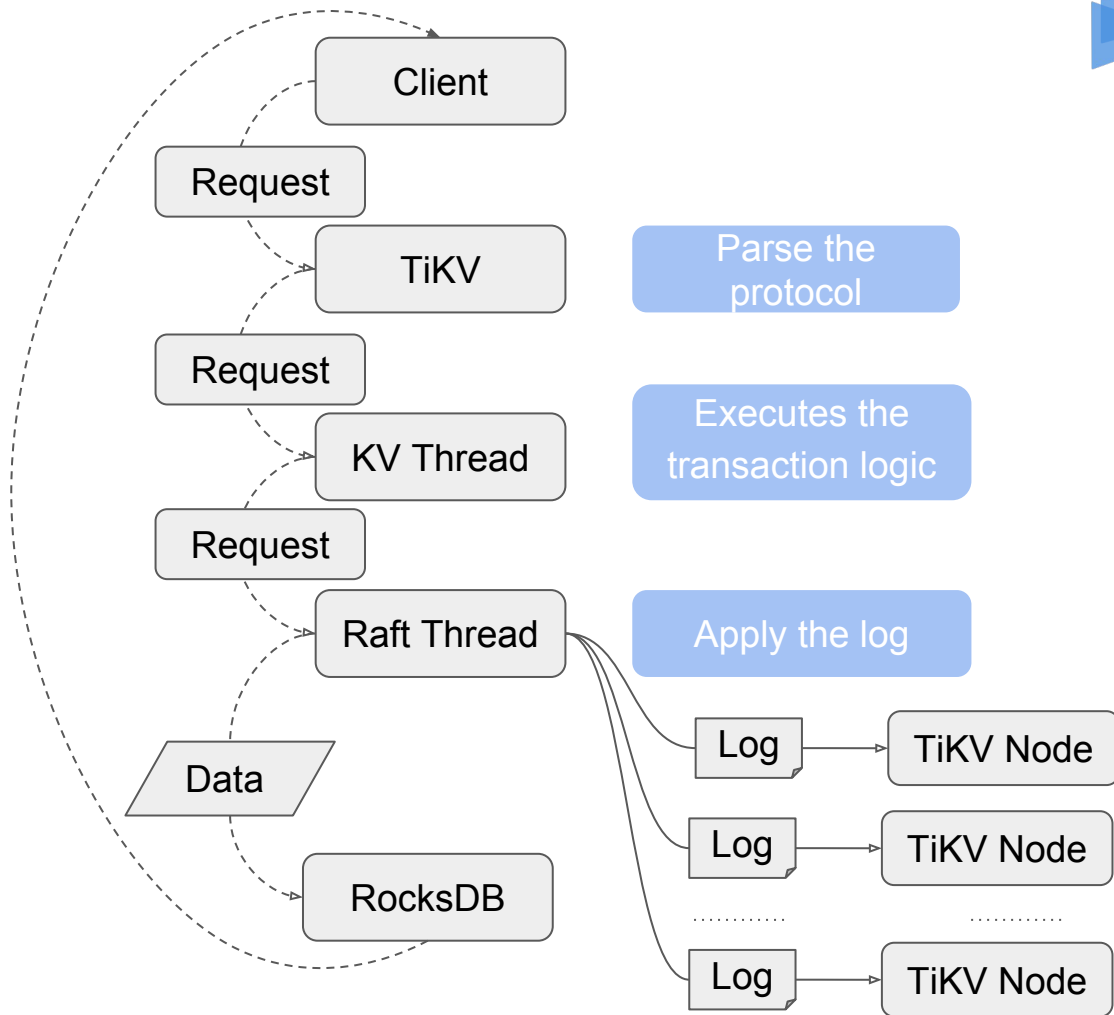 Client
Request
TiKV
Parse the
protocol
Request
KV Thread
Executes the
transaction logic
Request
Raft Thread
Apply the log
Log
TiKV Node
Data
Log
TiKV Node
RocksDB
Log
TiKV Node